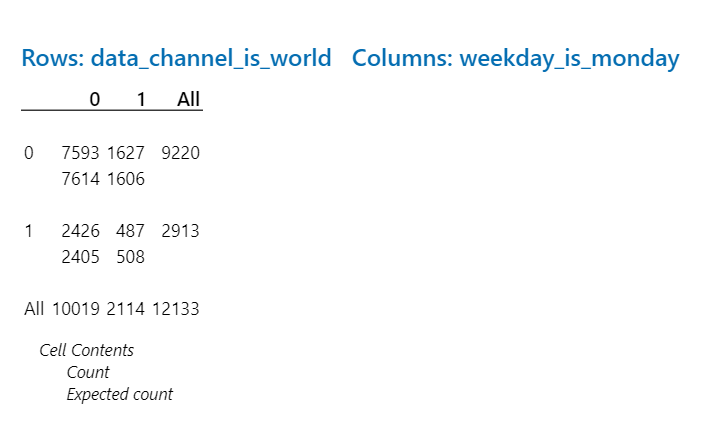 Rows: data_channel_is_world Columns: weekday_is_monday
0 1 All
0 7593 1627 9220
7614 1606
1 2426 487 2913
2405 508
All 10019 2114 12133
Cell Contents
Count
Expected count